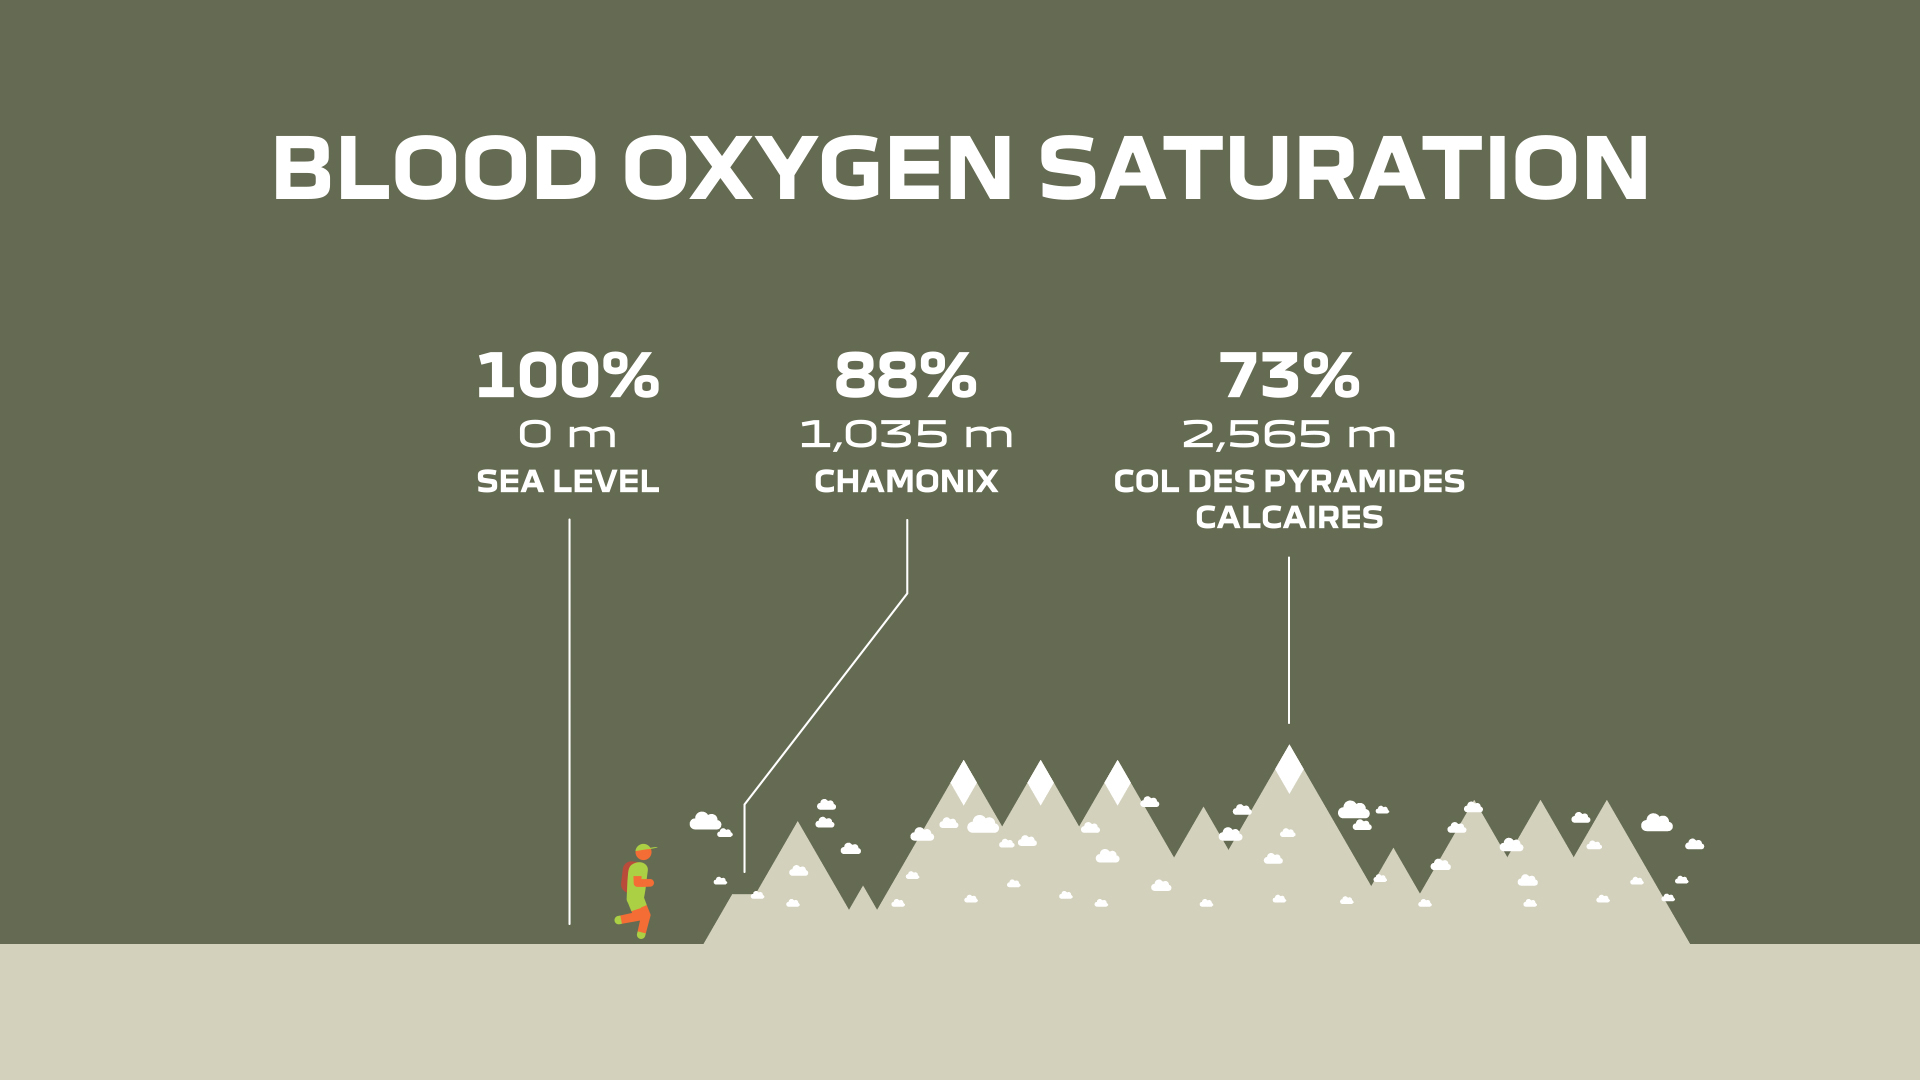 BLOOD OXYGEN SATURATION
100%
0 m
SEA LEVEL
88%
1,035 m
CHAMONIX
73%
2,565 m
COL DES PYRAMIDES
CALCAIRES